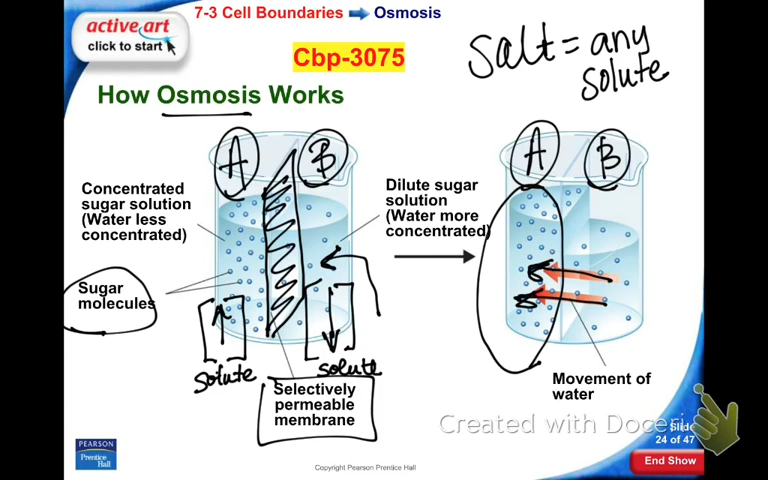 active art
click to start
7-3 Cell Boundaries
Osmosis
Cbp-3075
Salt = any
solute
How Osmosis Works
A
B
A
B
Concentrated
sugar solution
(Water less
concentrated)
Dilute sugar
solution
(Water more
concentrated)
Sugar
molecules
solute
solute
Selectively
permeable
membrane
Movement of
water
Created with Doceri
Slide
24 of 47
End Show
PEARSON
Prentice
Hall
Copyright Pearson Prentice Hall